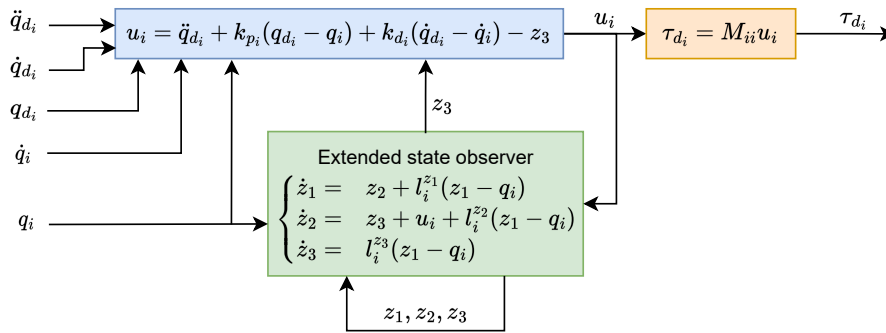 q̈_{d_i}
u_i = q̈_{d_i} + k_{p_i}(q_{d_i} − q_i) + k_{d_i}(q̇_{d_i} − q̇_i) − z_3
u_i
τ_{d_i} = M_{ii}u_i
τ_{d_i}
q̇_{d_i}
q_{d_i}
z_3
q̇_i
Extended state observer
ż_1 = z_2 + l_i^{z_1}(z_1 − q_i)
q_i
ż_2 = z_3 + u_i + l_i^{z_2}(z_1 − q_i)
ż_3 = l_i^{z_3}(z_1 − q_i)
z_1, z_2, z_3